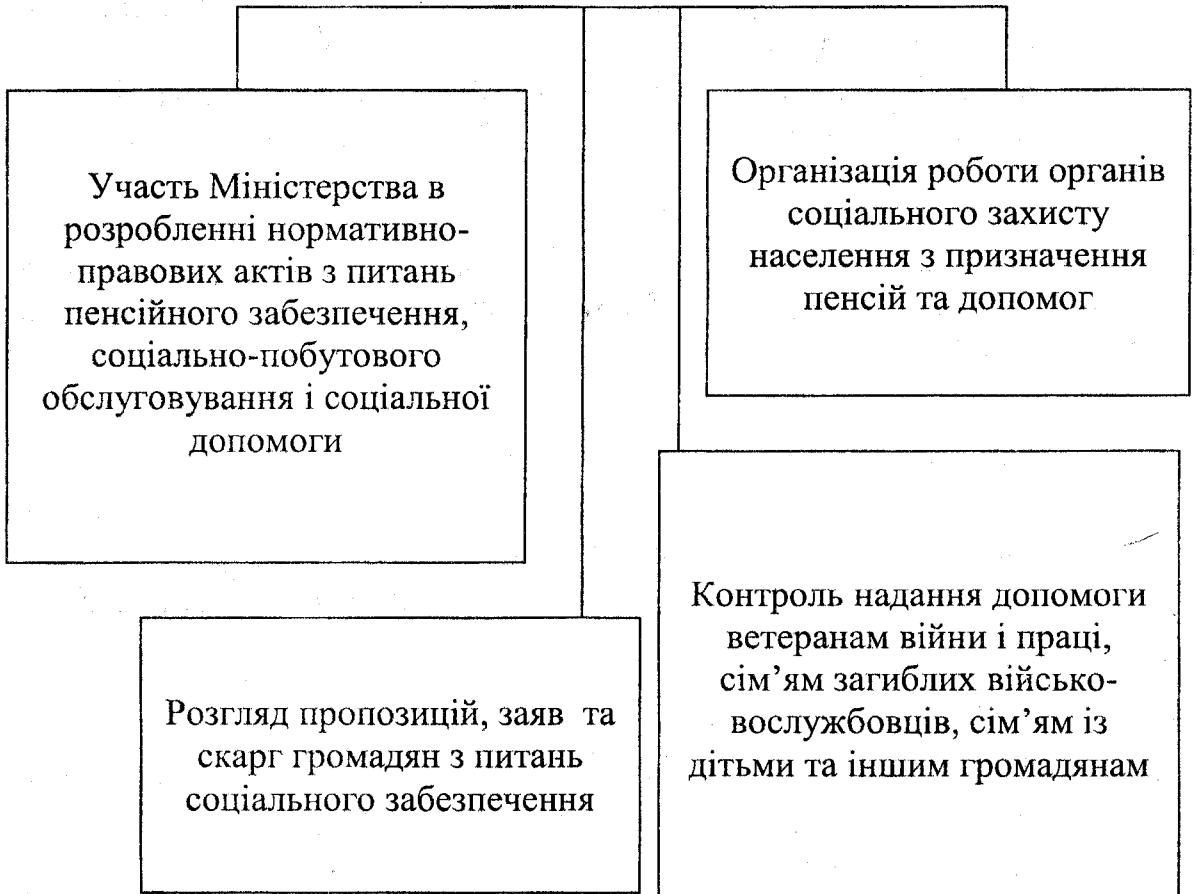 Участь Міністерства в
розробленні нормативно-
правових актів з питань
пенсійного забезпечення,
соціально-побутового
обслуговування і соціальної
допомоги
Організація роботи органів
соціального захисту
населення з призначення
пенсій та допомог
Розгляд пропозицій, заяв та
скарг громадян з питань
соціального забезпечення
Контроль надання допомоги
ветеранам війни і праці,
сім’ям загиблих військо-
вослужбовців, сім’ям із
дітьми та іншим громадянам